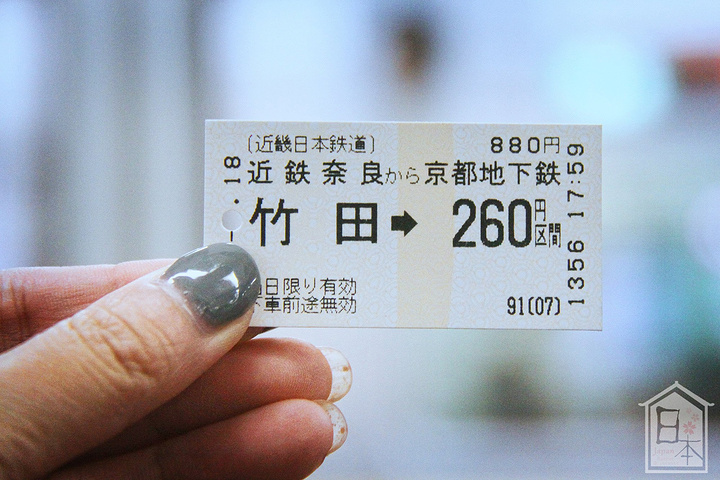 (近畿日本鉄道) 880円
近鉄奈良から京都地下鉄
竹田➡260円区間
日限り有効
車前途無効
91(07)
18
1356 17:59
日本